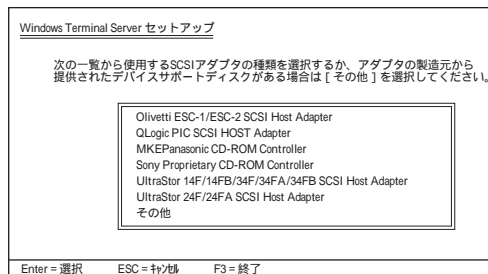 Windows Terminal Server セットアップ
次の一覧から使用するSCSIアダプタの種類を選択するか、アダプタの製造元から
提供されたデバイスサポートディスクがある場合は [ その他 ] を選択してください。
Olivetti ESC-1/ESC-2 SCSI Host Adapter
QLogic PIC SCSI HOST Adapter
MKEPanasonic CD-ROM Controller
Sony Proprietary CD-ROM Controller
UltraStor 14F/14FB/34F/34FA/34FB SCSI Host Adapter
UltraStor 24F/24FA SCSI Host Adapter
その他
Enter = 選択 ESC = ｷｬﾝｾﾙ F3 = 終了